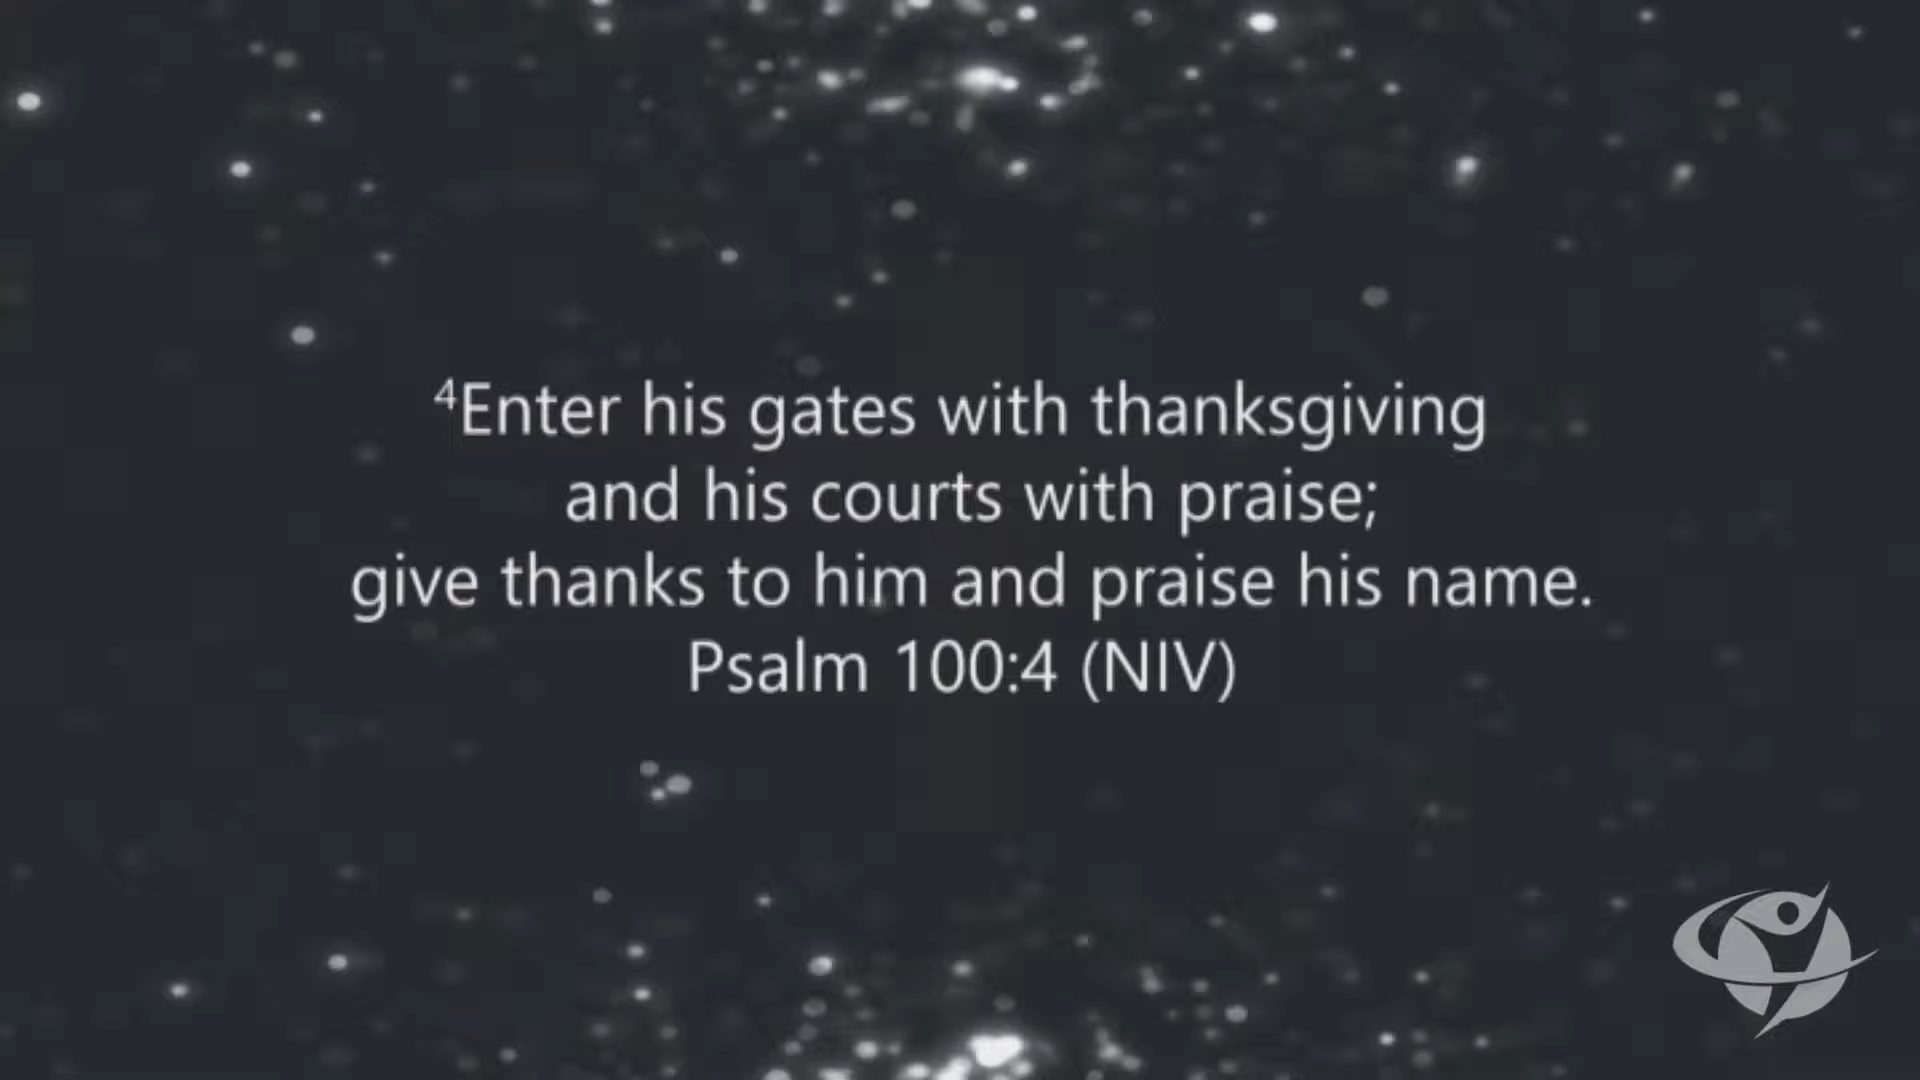 ⁴Enter his gates with thanksgiving
and his courts with praise;
give thanks to him and praise his name.
Psalm 100:4 (NIV)